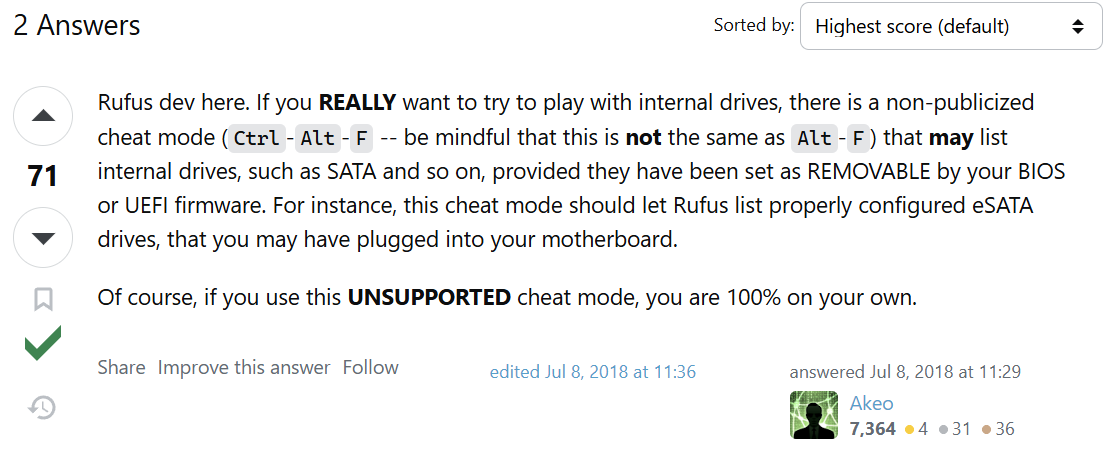 2 Answers
Sorted by: Highest score (default)
71
Rufus dev here. If you REALLY want to try to play with internal drives, there is a non-publicized
cheat mode (Ctrl-Alt-F -- be mindful that this is not the same as Alt-F) that may list
internal drives, such as SATA and so on, provided they have been set as REMOVABLE by your BIOS
or UEFI firmware. For instance, this cheat mode should let Rufus list properly configured eSATA
drives, that you may have plugged into your motherboard.
Of course, if you use this UNSUPPORTED cheat mode, you are 100% on your own.
Share Improve this answer Follow
edited Jul 8, 2018 at 11:36
answered Jul 8, 2018 at 11:29
Akeo
7,364 4 31 36